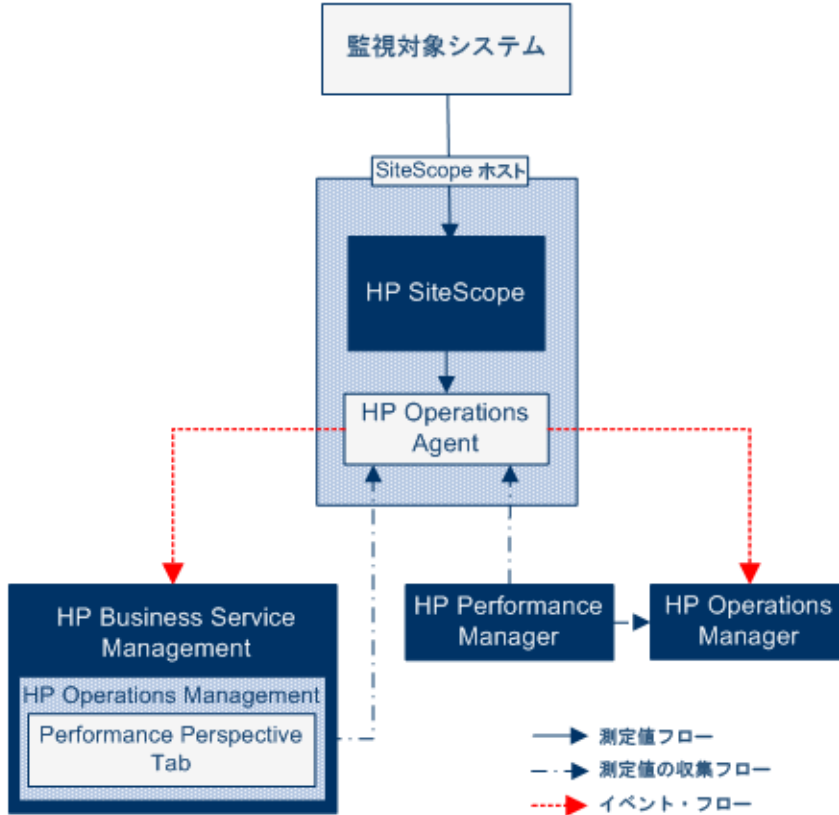 監視対象システム
SiteScope ホスト
HP SiteScope
HP Operations
Agent
HP Business Service
Management
HP Operations Management
Performance Perspective
Tab
HP Performance
Manager
HP Operations
Manager
測定値フロー
測定値の収集フロー
イベント・フロー